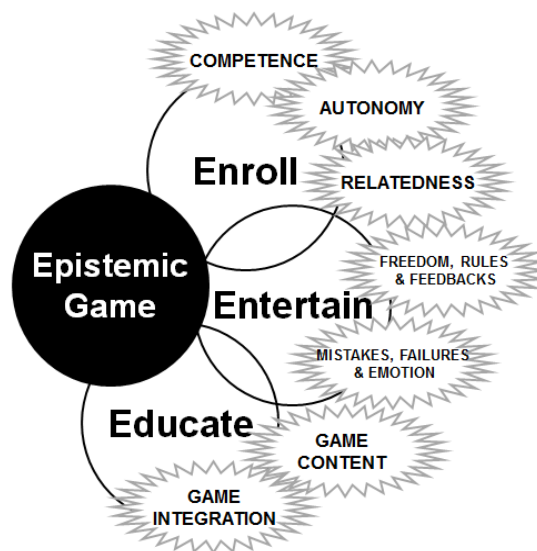 COMPETENCE
AUTONOMY
Enroll
RELATEDNESS
Epistemic
Game
FREEDOM, RULES
& FEEDBACKS
Entertain
MISTAKES, FAILURES
& EMOTION
Educate
GAME
CONTENT
GAME
INTEGRATION